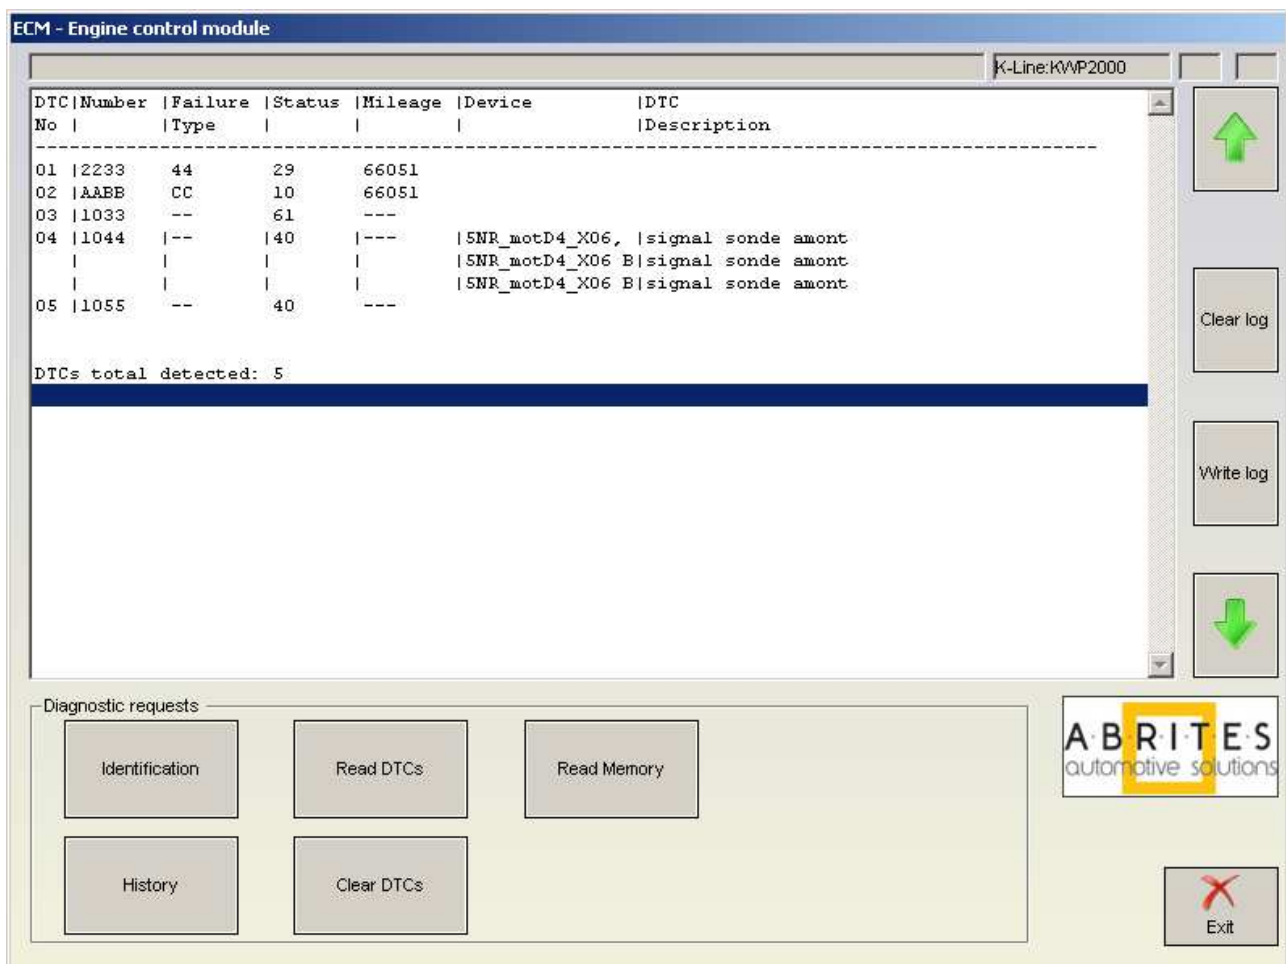 ECM - Engine control module
K-Line:KWP2000
DTC|Number |Failure |Status |Mileage |Device |DTC
No | |Type | | | |Description
--------------------------------------------------------------------------------
01 |2233 44 29 66051
02 |AABB CC 10 66051
03 |1033 -- 61 ---
04 |1044 |-- |40 |--- |5NR_motD4_X06, |signal sonde amont
| | | | |5NR_motD4_X06 B|signal sonde amont
| | | | |5NR_motD4_X06 B|signal sonde amont
05 |1055 -- 40 ---
DTCs total detected: 5
Clear log
Write log
Diagnostic requests
Identification
Read DTCs
Read Memory
History
Clear DTCs
A·B·R·I·T·E·S
automotive solutions
Exit